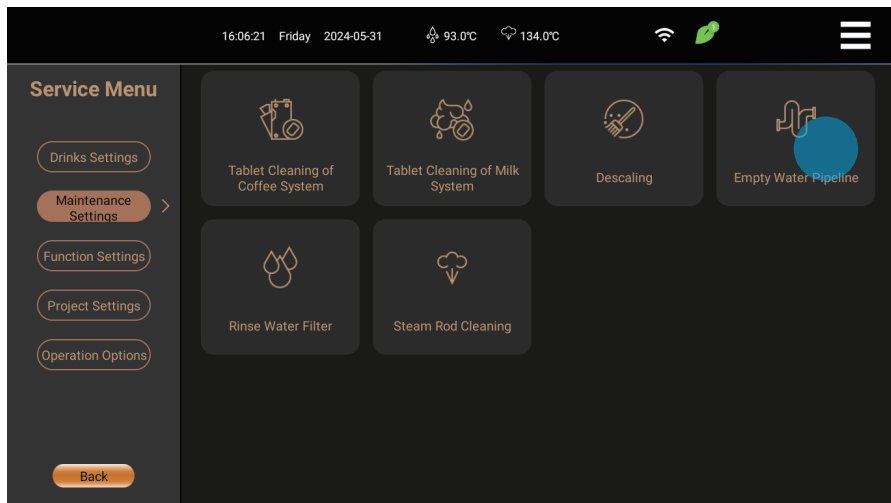 16:06:21 Friday 2024-05-31 93.0℃ 134.0℃
1
Service Menu
Drinks Settings
Maintenance
Settings
Function Settings
Project Settings
Operation Options
Back
Tablet Cleaning of
Coffee System
Tablet Cleaning of Milk
System
Descaling
Empty Water Pipeline
Rinse Water Filter
Steam Rod Cleaning